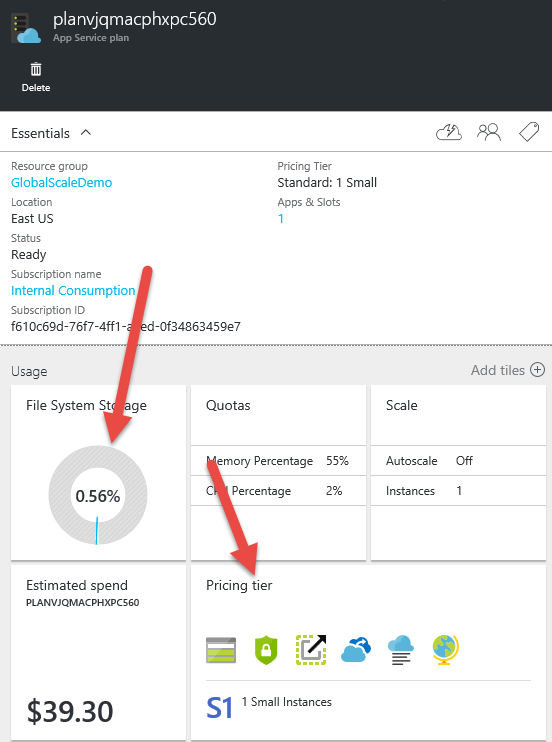 planvjqmacphxpc560
App Service plan
Delete
Essentials
Resource group
GlobalScaleDemo
Pricing Tier
Standard: 1 Small
Location
East US
Apps & Slots
1
Status
Ready
Subscription name
Internal Consumption
Subscription ID
f610c69d-76f7-4ff1-a ed-0f34863459e7
Usage
Add tiles
File System Storage
0.56%
Quotas
Memory Percentage 55%
CPU Percentage 2%
Scale
Autoscale Off
Instances 1
Estimated spend
PLANVJQMACPHXPC560
$39.30
Pricing tier
S1 1 Small Instances